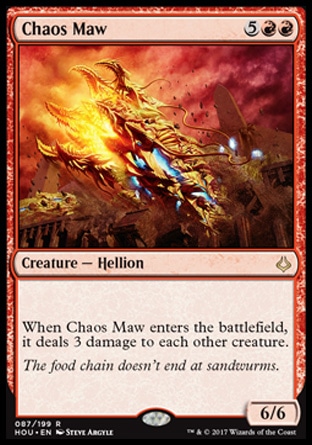 Chaos Maw 5
Creature — Hellion
When Chaos Maw enters the battlefield,
it deals 3 damage to each other creature.
The food chain doesn't end at sandwurms.
6/6
087/199 R
HOU • EN STEVE ARGYLE ™ & © 2017 Wizards of the Coast